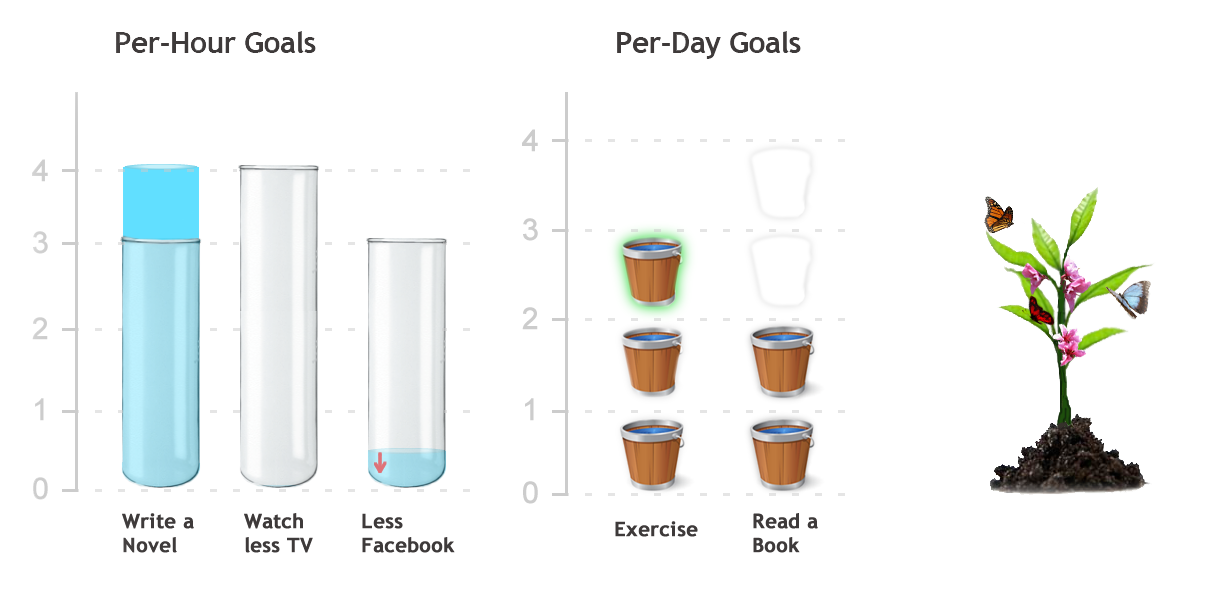 Per-Hour Goals
4
3
2
1
0
Write a
Novel
Watch
less TV
Less
Facebook
Per-Day Goals
4
3
2
1
0
Exercise
Read a
Book